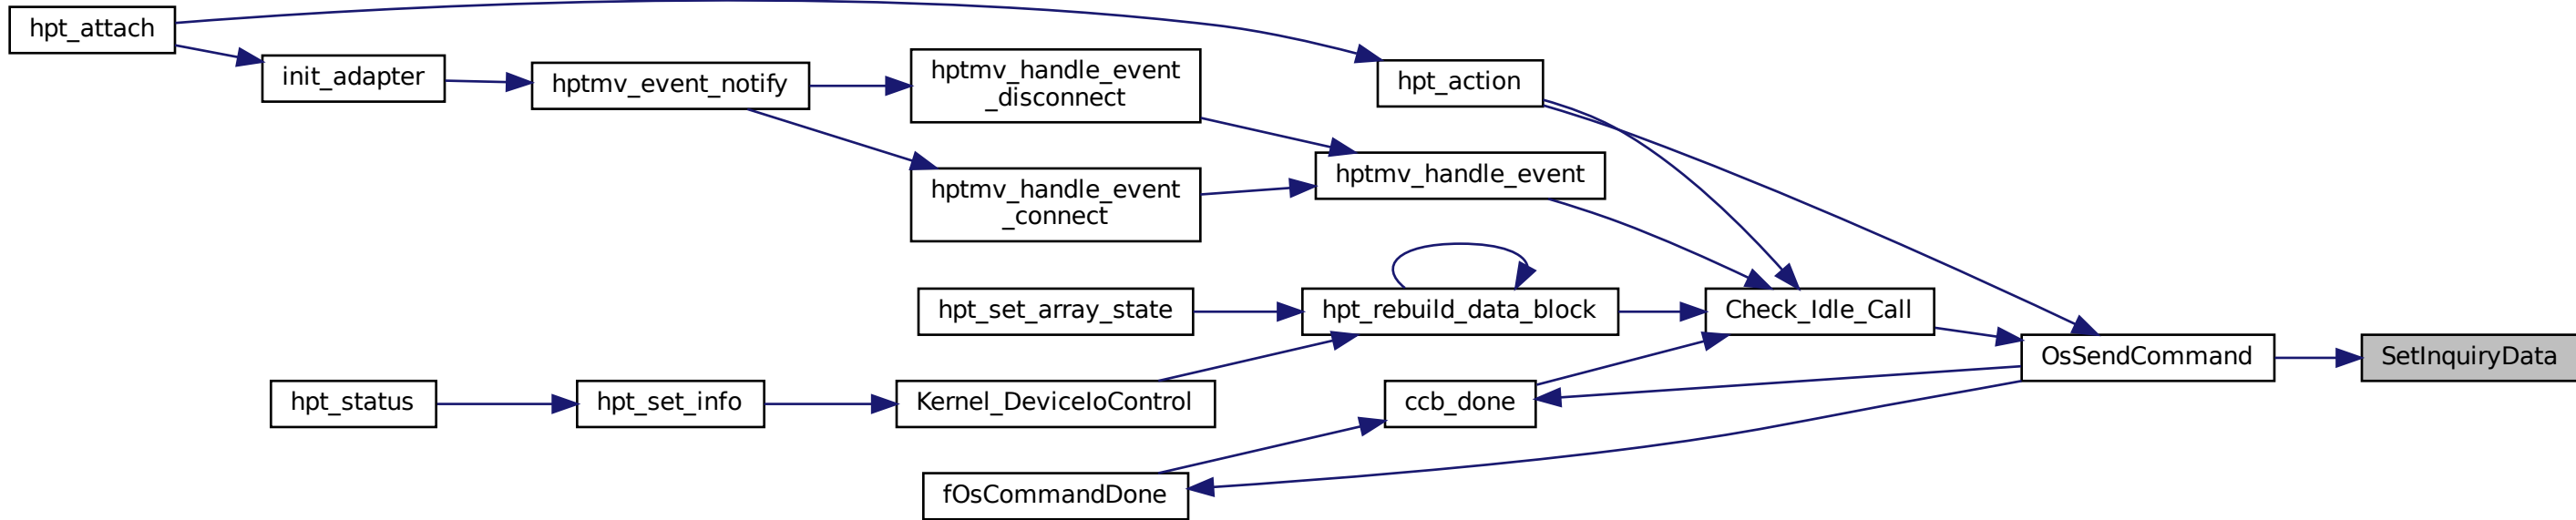 hpt_attach
init_adapter
hptmv_event_notify
hptmv_handle_event
_disconnect
hpt_action
hptmv_handle_event
hptmv_handle_event
_connect
hpt_set_array_state
hpt_rebuild_data_block
Check_Idle_Call
OsSendCommand
SetInquiryData
hpt_status
hpt_set_info
Kernel_DeviceIoControl
ccb_done
fOsCommandDone